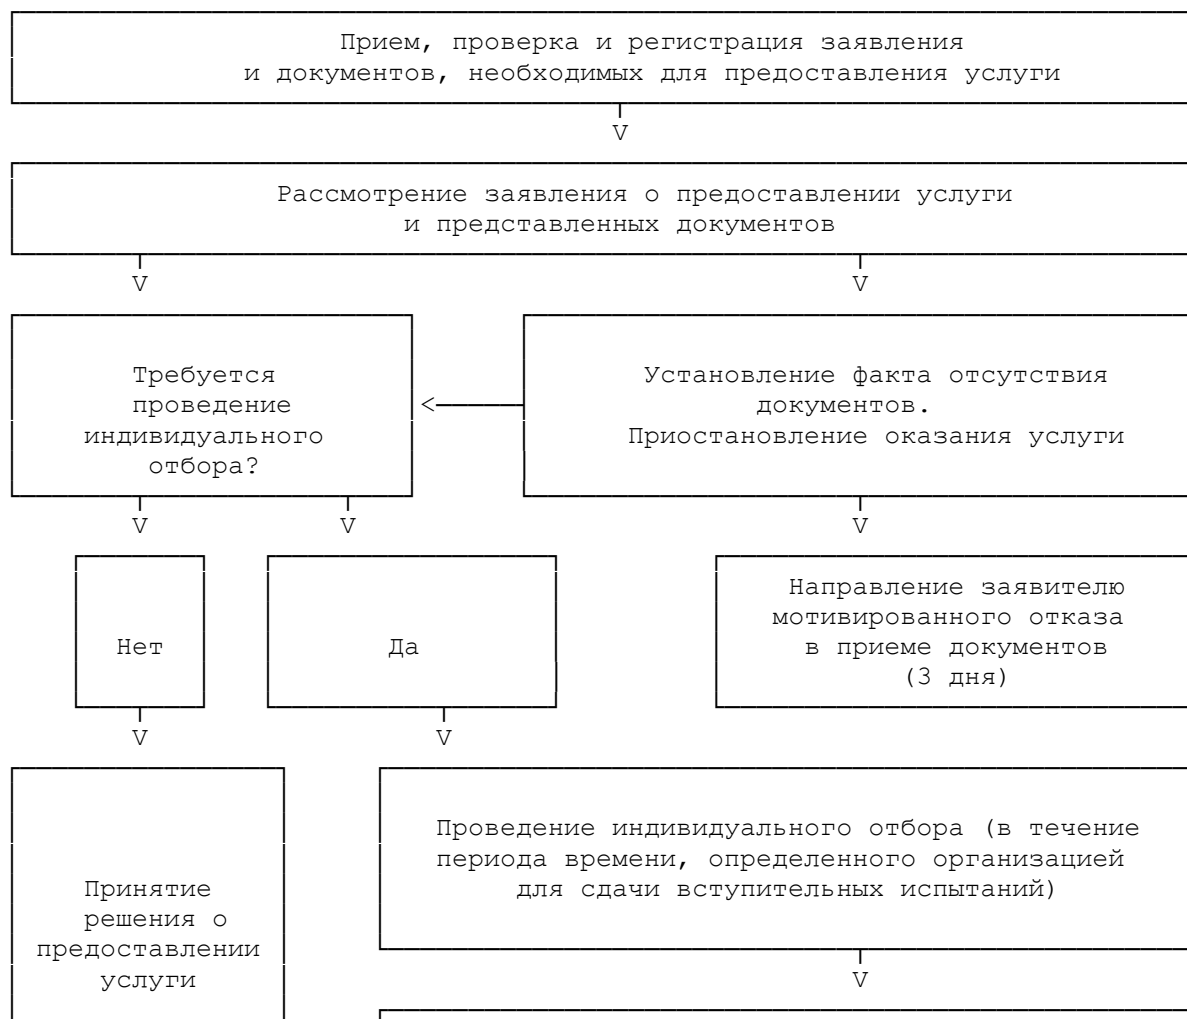 Прием, проверка и регистрация заявления
и документов, необходимых для предоставления услуги
V
Рассмотрение заявления о предоставлении услуги
и представленных документов
V
V
Требуется
проведение
индивидуального
отбора?
<
Установление факта отсутствия
документов.
Приостановление оказания услуги
V
V
V
Нет
Да
Направление заявителю
мотивированного отказа
в приеме документов
(3 дня)
V
V
Принятие
решения о
предоставлении
услуги
Проведение индивидуального отбора (в течение
периода времени, определенного организацией
для сдачи вступительных испытаний)
V